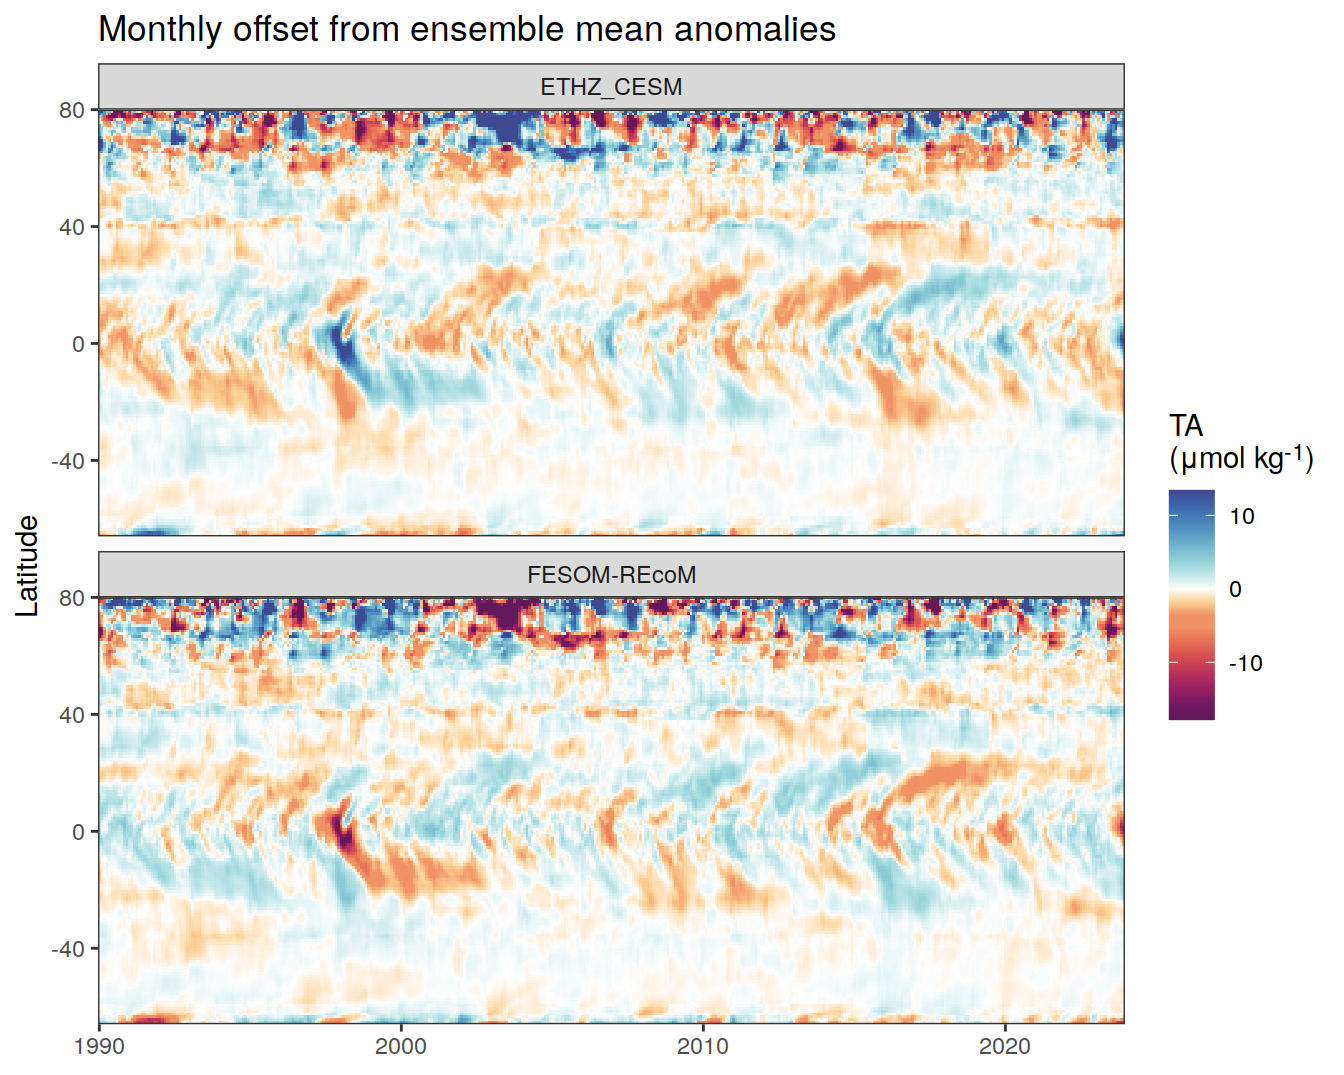 Monthly offset from ensemble mean anomalies
ETHZ_CESM
80
40
0
-40
FESOM-REcoM
80
40
0
-40
Latitude
1990
2000
2010
2020
TA
(µmol kg⁻¹)
10
0
-10